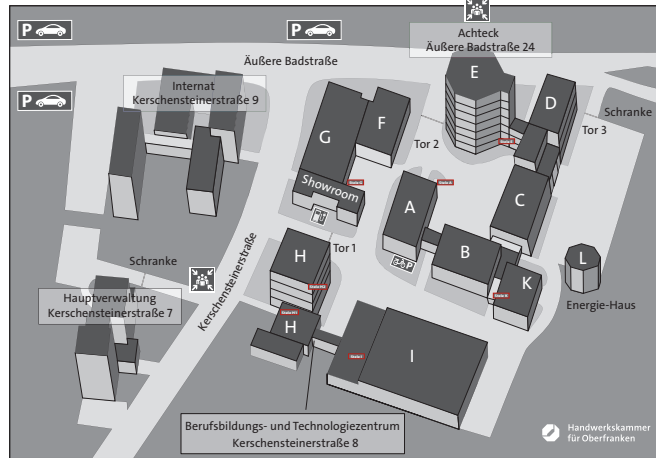 P
P
P
Achteck
Äußere Badstraße 24
Äußere Badstraße
Internat
Kerschensteinerstraße 9
E
D
Schranke
G
F
Tor 2
Tor 3
Showroom
A
C
Kerschensteinerstraße
Tor 1
Schranke
H
P
B
K
L
Energie-Haus
Hauptverwaltung
Kerschensteinerstraße 7
H
I
Berufsbildungs- und Technologiezentrum
Kerschensteinerstraße 8
Handwerkskammer
für Oberfranken